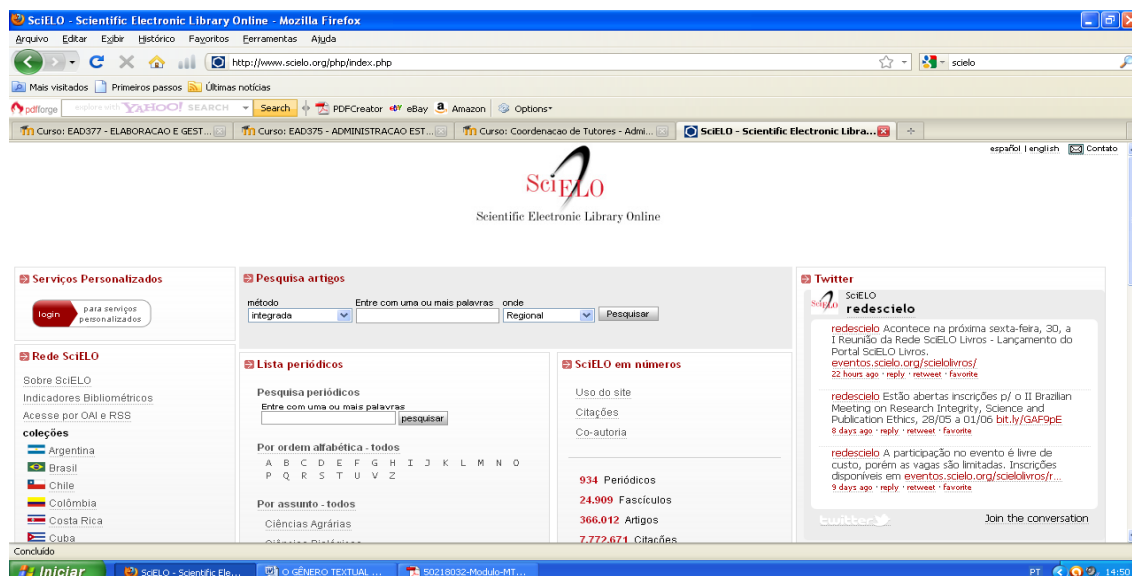 SciELO - Scientific Electronic Library Online - Mozilla Firefox
Arquivo Editar Exibir Histórico Favoritos Ferramentas Ajuda
http://www.scielo.org/php/index.php
scielo
Mais visitados Primeiros passos Últimas notícias
pdfforge explore with YAHOO! SEARCH Search PDFCreator eBay Amazon Options
Curso: EAD377 - ELABORACAO E GEST... Curso: EAD375 - ADMINISTRACAO EST... Curso: Coordenacao de Tutores - Admi... SciELO - Scientific Electronic Libra...
español | english Contato
SciELO
Scientific Electronic Library Online
Serviços Personalizados
login para serviços personalizados
Rede SciELO
Sobre SciELO
Indicadores Bibliométricos
Acesse por OAI e RSS
coleções
Argentina
Brasil
Chile
Colômbia
Costa Rica
Cuba
Pesquisa artigos
método Entre com uma ou mais palavras onde
integrada Regional Pesquisar
Lista periódicos
Pesquisa periódicos
Entre com uma ou mais palavras
pesquisar
Por ordem alfabética - todos
A B C D E F G H I J K L M N O
P Q R S T U V Z
Por assunto - todos
Ciências Agrárias
Ciências Biológicas
SciELO em números
Uso do site
Citações
Co-autoria
934 Periódicos
24.909 Fascículos
366.012 Artigos
7.772.671 Citações
Twitter
SciELO
redescielo
redescielo Acontece na próxima sexta-feira, 30, a
I Reunião da Rede SciELO Livros - Lançamento do
Portal SciELO Livros.
eventos.scielo.org/scielolivros/
22 hours ago · reply · retweet · favorite
redescielo Estão abertas inscrições p/ o II Brazilian
Meeting on Research Integrity, Science and
Publication Ethics, 28/05 a 01/06 bit.ly/GAF9pE
8 days ago · reply · retweet · favorite
redescielo A participação no evento é livre de
custo, porém as vagas são limitadas. Inscrições
disponíveis em eventos.scielo.org/scielolivros/r...
9 days ago · reply · retweet · favorite
twitter Join the conversation
Concluído
Iniciar SciELO - Scientific Ele... O GÊNERO TEXTUAL ... 50218032-Modulo-MT... PT 14:50